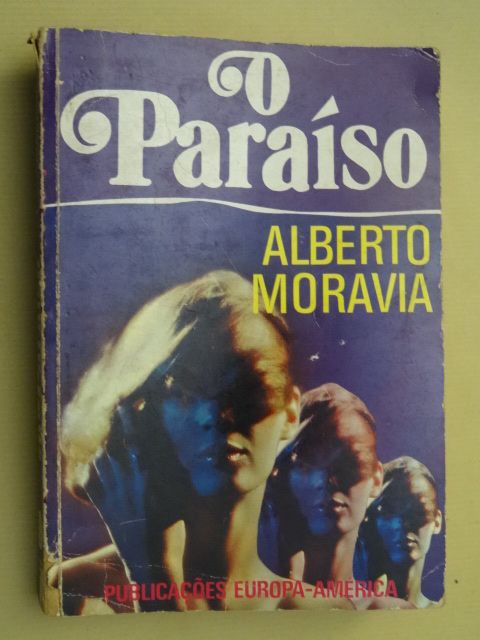 O
Paraíso
ALBERTO
MORAVIA
PUBLICAÇÕES EUROPA-AMÉRICA